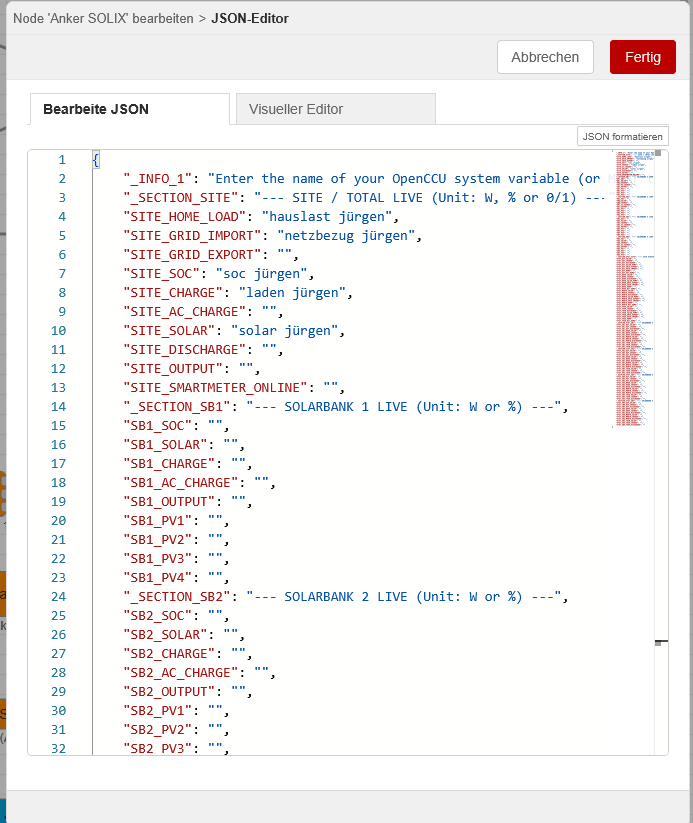 Node 'Anker SOLIX' bearbeiten > JSON-Editor
Abbrechen
Fertig
Bearbeite JSON
Visueller Editor
JSON formatieren
1 {
2 "_INFO_1": "Enter the name of your OpenCCU system variable (or
3 "_SECTION_SITE": "--- SITE / TOTAL LIVE (Unit: W, % or 0/1) ---
4 "SITE_HOME_LOAD": "hauslast jürgen",
5 "SITE_GRID_IMPORT": "netzbezug jürgen",
6 "SITE_GRID_EXPORT": "",
7 "SITE_SOC": "soc jürgen",
8 "SITE_CHARGE": "laden jürgen",
9 "SITE_AC_CHARGE": "",
10 "SITE_SOLAR": "solar jürgen",
11 "SITE_DISCHARGE": "",
12 "SITE_OUTPUT": "",
13 "SITE_SMARTMETER_ONLINE": "",
14 "_SECTION_SB1": "--- SOLARBANK 1 LIVE (Unit: W or %) ---",
15 "SB1_SOC": "",
16 "SB1_SOLAR": "",
17 "SB1_CHARGE": "",
18 "SB1_AC_CHARGE": "",
19 "SB1_OUTPUT": "",
20 "SB1_PV1": "",
21 "SB1_PV2": "",
22 "SB1_PV3": "",
23 "SB1_PV4": "",
24 "_SECTION_SB2": "--- SOLARBANK 2 LIVE (Unit: W or %) ---",
25 "SB2_SOC": "",
26 "SB2_SOLAR": "",
27 "SB2_CHARGE": "",
28 "SB2_AC_CHARGE": "",
29 "SB2_OUTPUT": "",
30 "SB2_PV1": "",
31 "SB2_PV2": "",
32 "SB2_PV3": "",